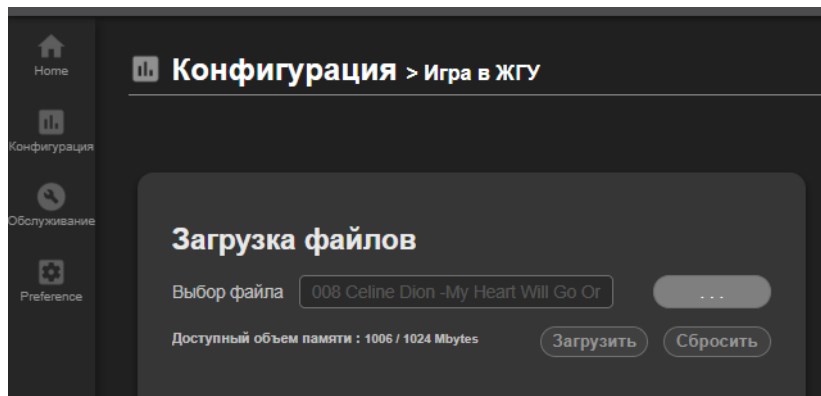 Home
Конфигурация > Игра в ЖГУ
Конфигурация
Обслуживание
Preference
Загрузка файлов
Выбор файла 008 Celine Dion -My Heart Will Go Or ...
Доступный объем памяти : 1006 / 1024 Mbytes Загрузить Сбросить